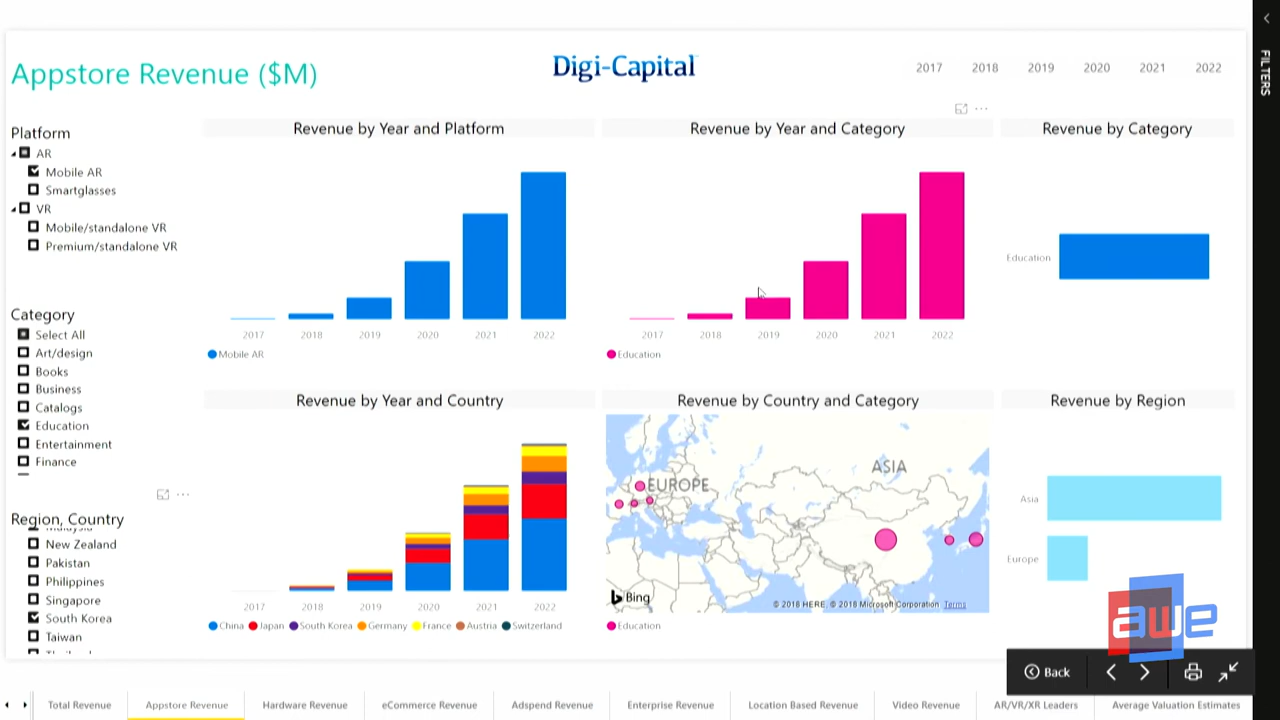 FILTERS
Appstore Revenue ($M)
Digi-Capital
2017 2018 2019 2020 2021 2022
Platform
AR
Mobile AR
Smartglasses
VR
Mobile/standalone VR
Premium/standalone VR
Category
Select All
Art/design
Books
Business
Catalogs
Education
Entertainment
Finance
Region, Country
New Zealand
Pakistan
Philippines
Singapore
South Korea
Taiwan
Revenue by Year and Platform
2017 2018 2019 2020 2021 2022
Mobile AR
Revenue by Year and Category
2017 2018 2019 2020 2021 2022
Education
Revenue by Category
Education
Revenue by Year and Country
2017 2018 2019 2020 2021 2022
China Japan South Korea Germany France Austria Switzerland
Revenue by Country and Category
ASIA
EUROPE
Bing
© 2018 HERE, © 2018 Microsoft Corporation Terms
Education
Revenue by Region
Asia
Europe
awe
Back
Total Revenue Appstore Revenue Hardware Revenue eCommerce Revenue Adspend Revenue Enterprise Revenue Location Based Revenue Video Revenue AR/VR/XR Leaders Average Valuation Estimates